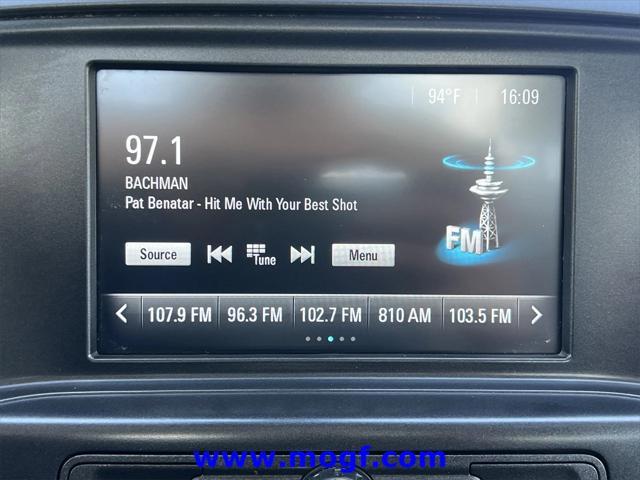 94°F 16:09
97.1
BACHMAN
Pat Benatar - Hit Me With Your Best Shot
FM
Source Tune Menu
107.9 FM 96.3 FM 102.7 FM 810 AM 103.5 FM
www.mogf.com